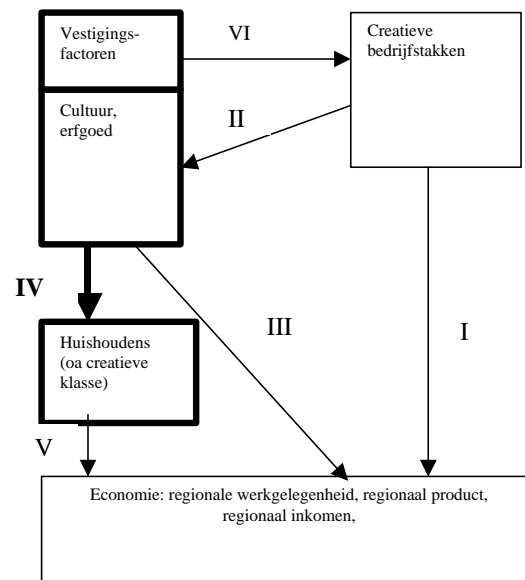 Vestigings-
factoren
VI
Creatieve
bedrijfstakken
Cultuur,
erfgoed
II
IV
III
I
Huishoudens
(oa creatieve
klasse)
V
Economie: regionale werkgelegenheid, regionaal product,
regionaal inkomen,